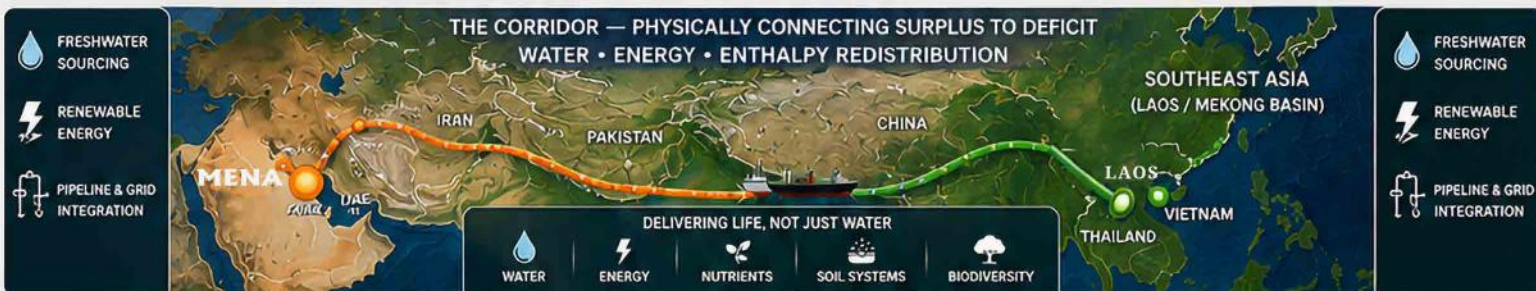 FRESHWATER
SOURCING
RENEWABLE
ENERGY
PIPELINE & GRID
INTEGRATION
THE CORRIDOR — PHYSICALLY CONNECTING SURPLUS TO DEFICIT
WATER • ENERGY • ENTHALPY REDISTRIBUTION
SOUTHEAST ASIA
(LAOS / MEKONG BASIN)
IRAN
PAKISTAN
CHINA
MENA
UAE
LAOS
VIETNAM
THAILAND
DELIVERING LIFE, NOT JUST WATER
WATER
ENERGY
NUTRIENTS
SOIL SYSTEMS
BIODIVERSITY
FRESHWATER
SOURCING
RENEWABLE
ENERGY
PIPELINE & GRID
INTEGRATION